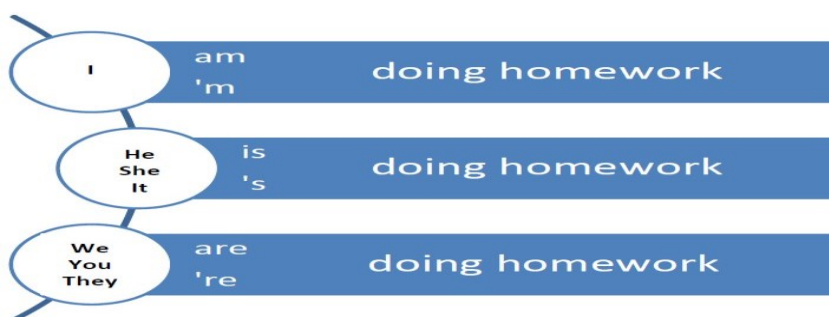 I
am
'm
doing homework
He
She
It
is
's
doing homework
We
You
They
are
're
doing homework